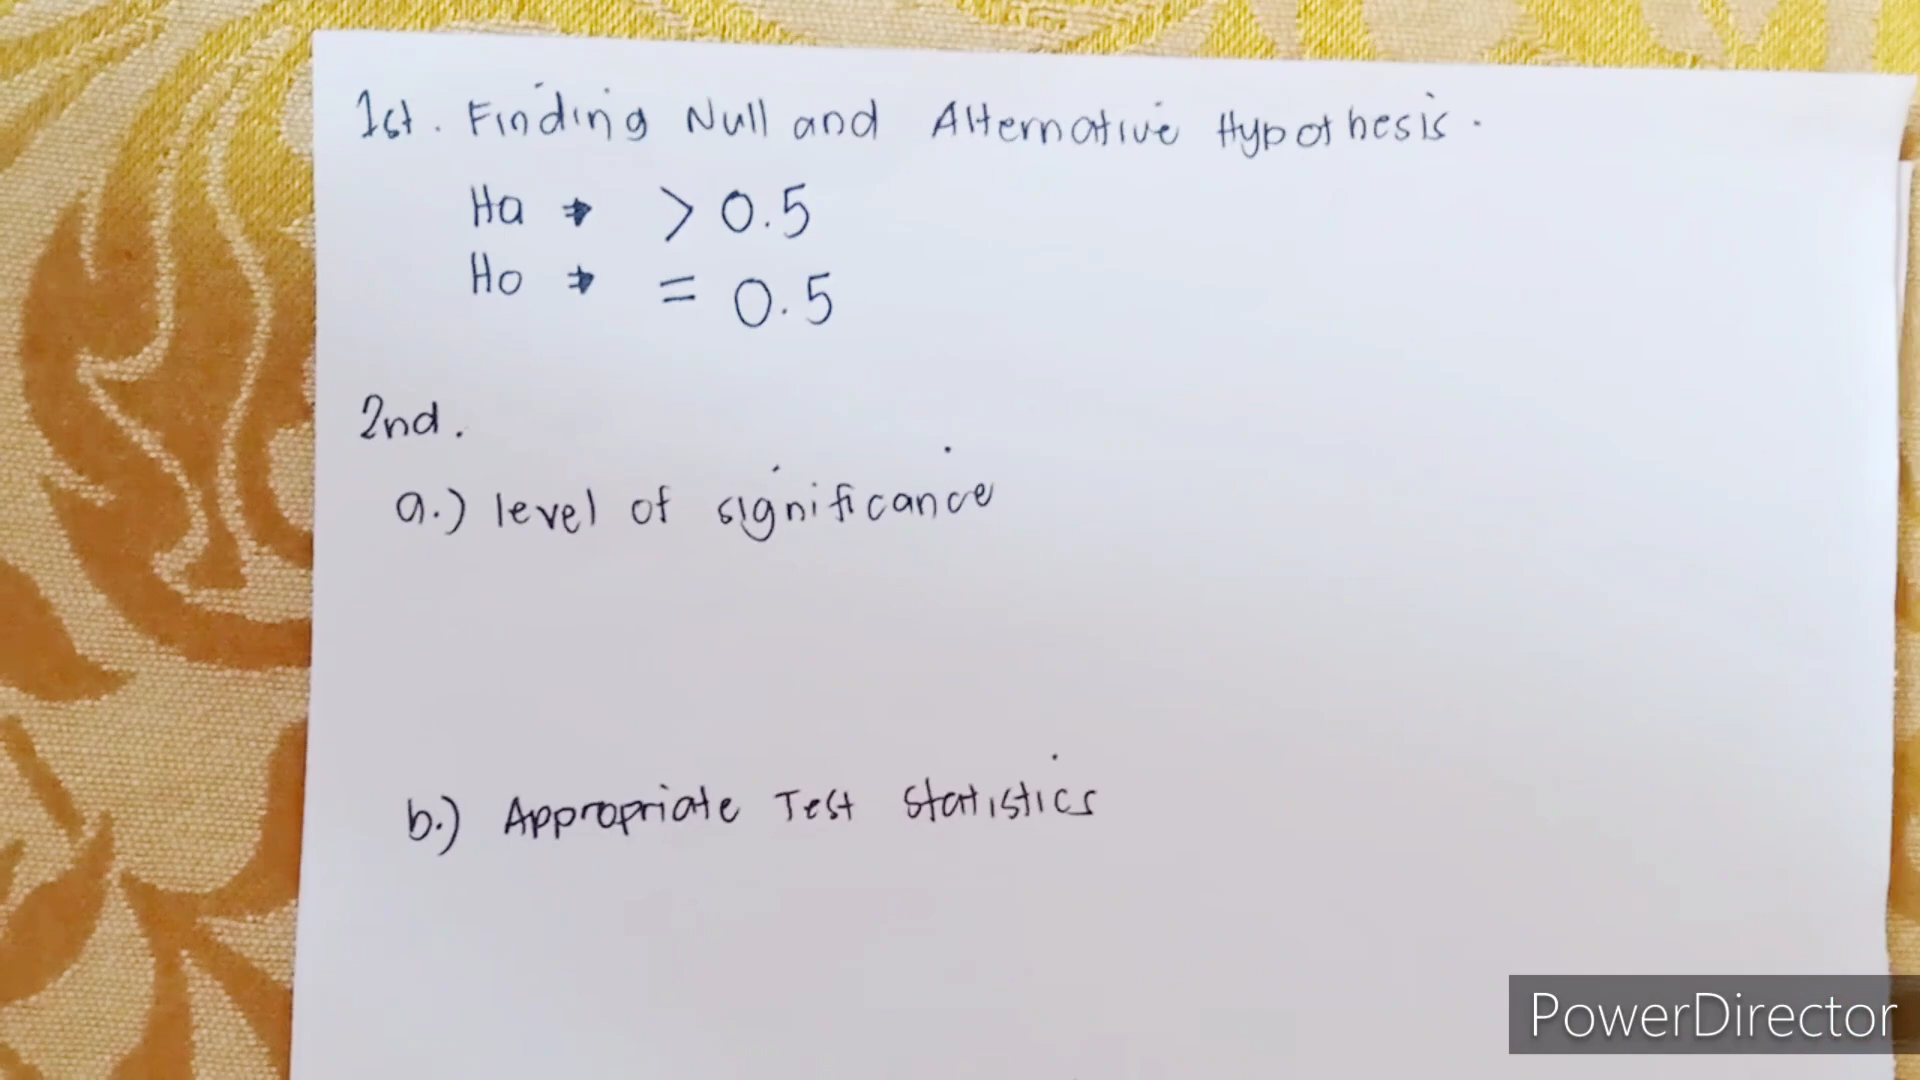 1st. Finding Null and Alternative Hypothesis.
Ha → > 0.5
Ho → = 0.5
2nd.
a.) level of significance
b.) Appropriate Test Statistics
PowerDirector